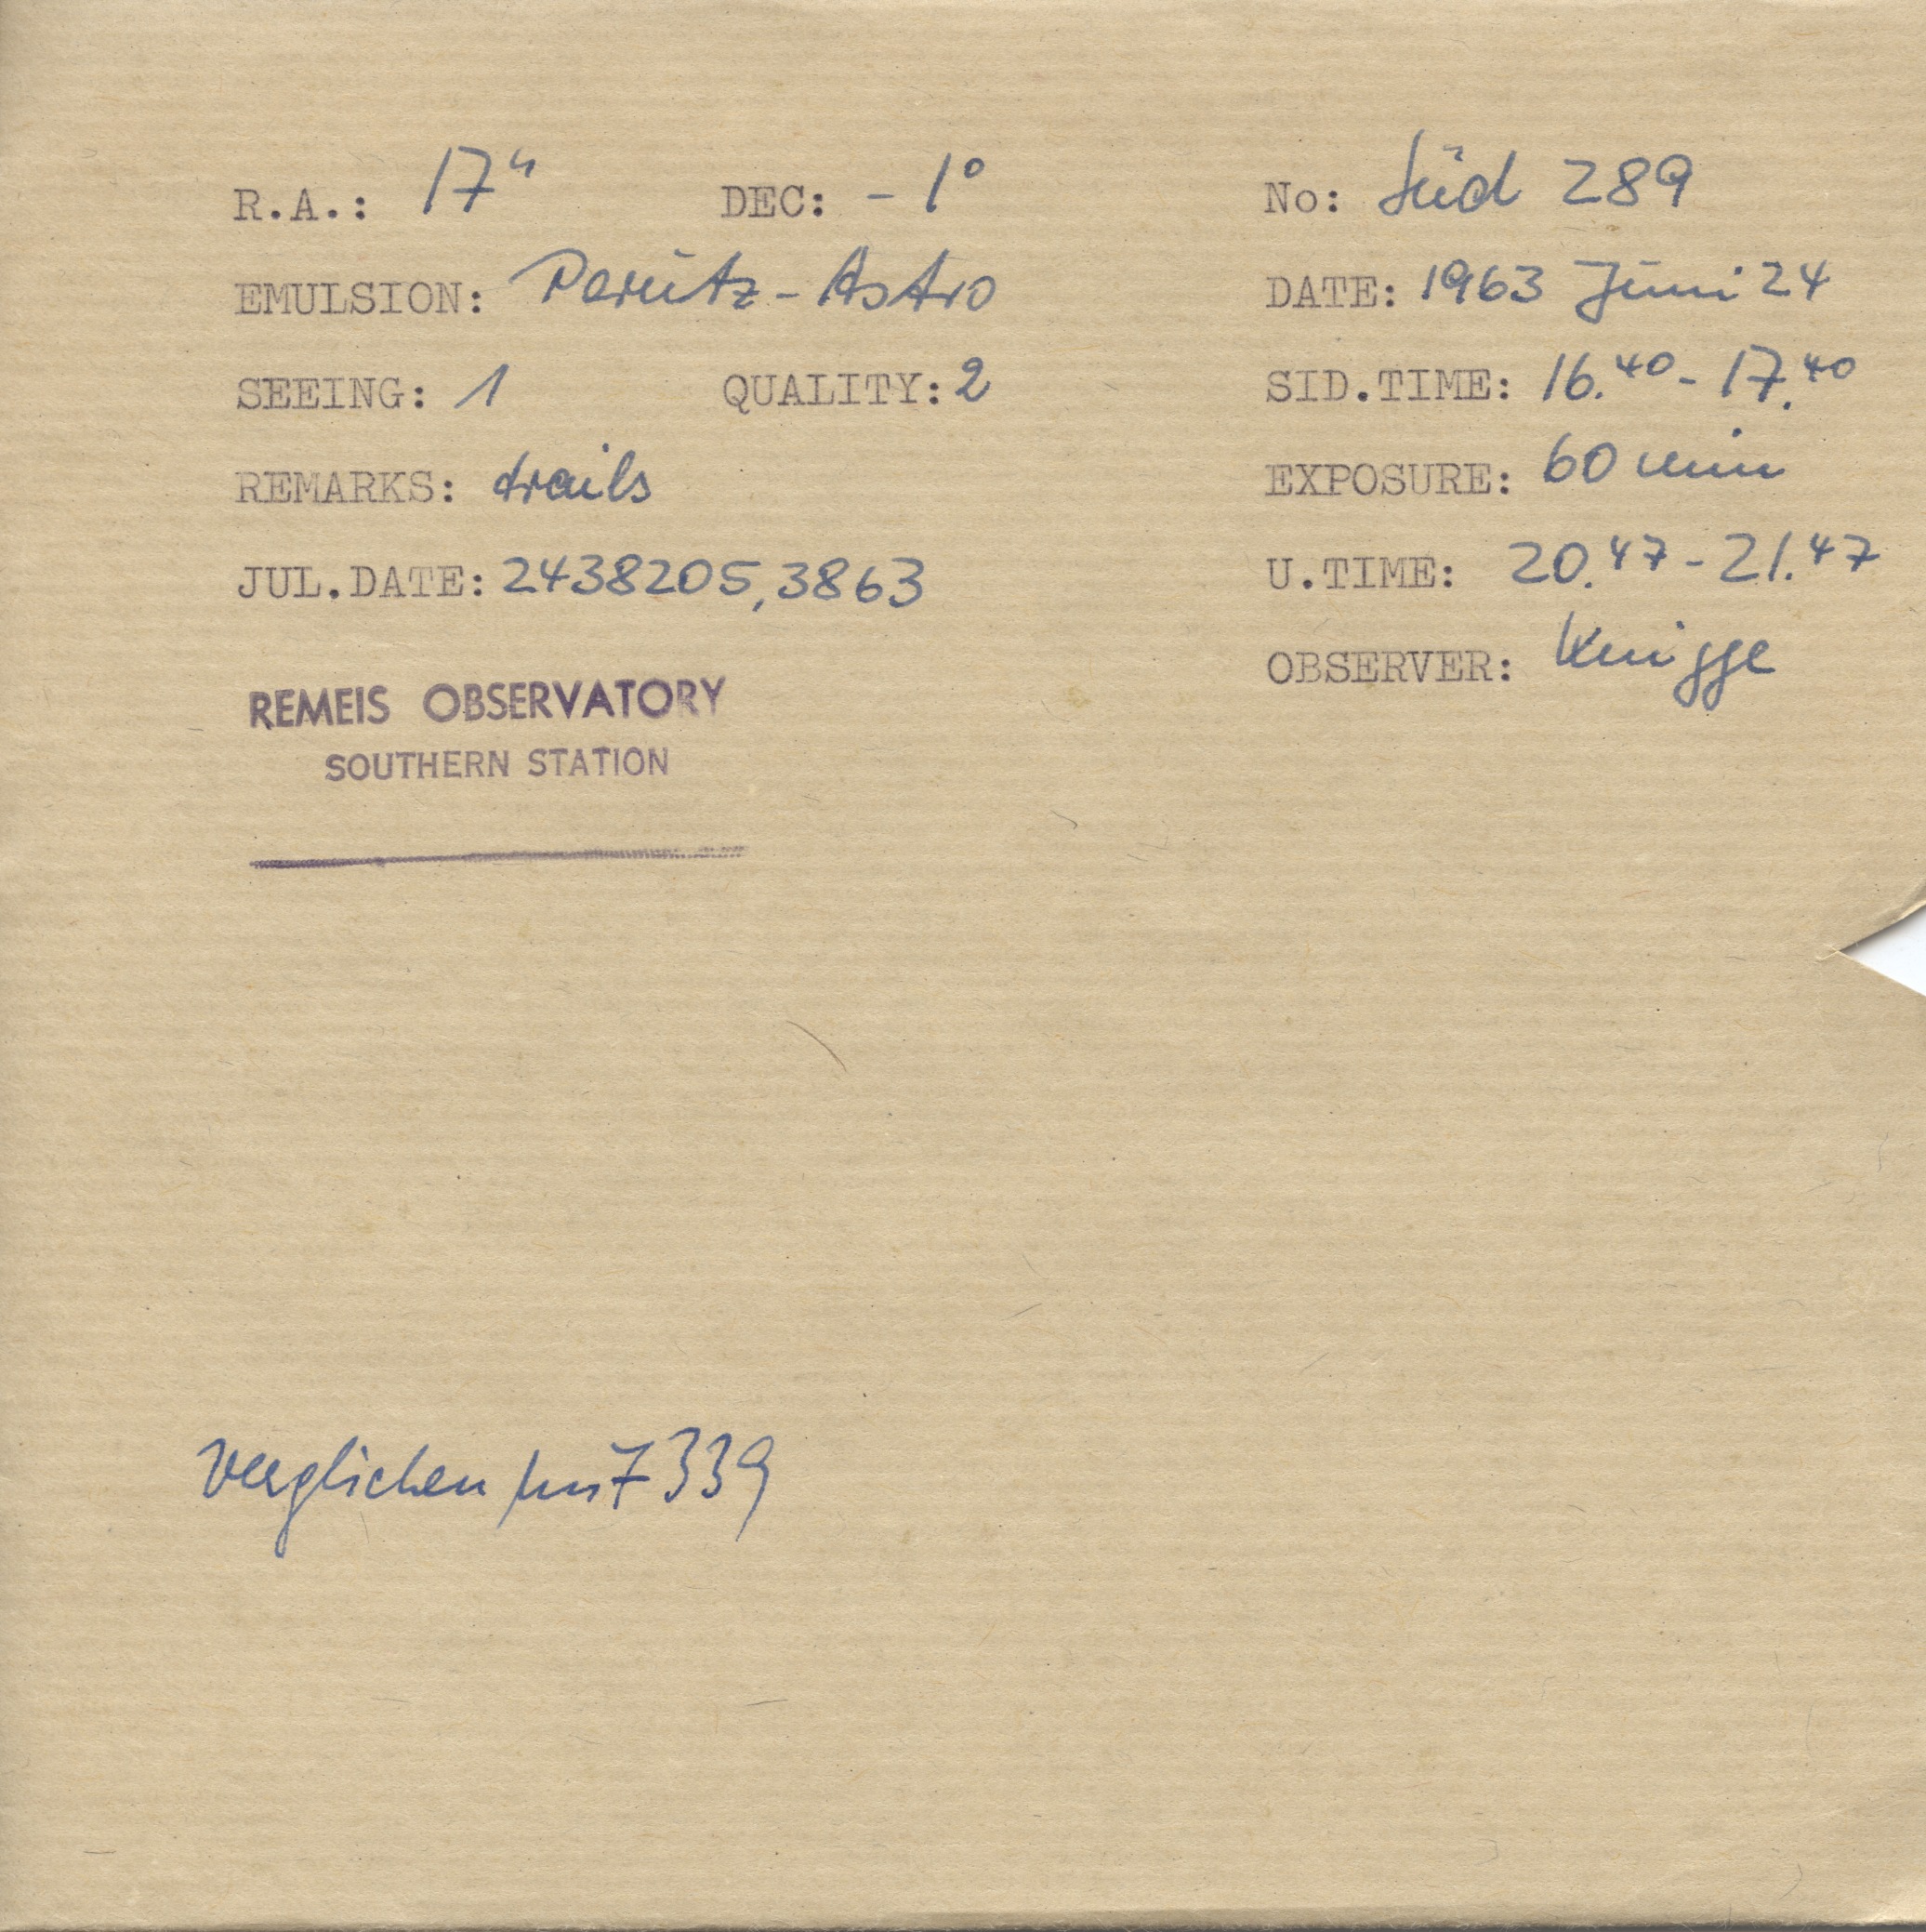 R.A.: 17ʰ DEC: -1° No: Süd 289
EMULSION: Perutz-Astro DATE: 1963 Juni 24
SEEING: 1 QUALITY: 2 SID.TIME: 16.⁴⁰-17.⁴⁰
REMARKS: trails EXPOSURE: 60 min
JUL.DATE: 2438205,3863 U.TIME: 20.⁴⁷-21.⁴⁷
OBSERVER: Knigge
REMEIS OBSERVATORY
SOUTHERN STATION
verglichen 339